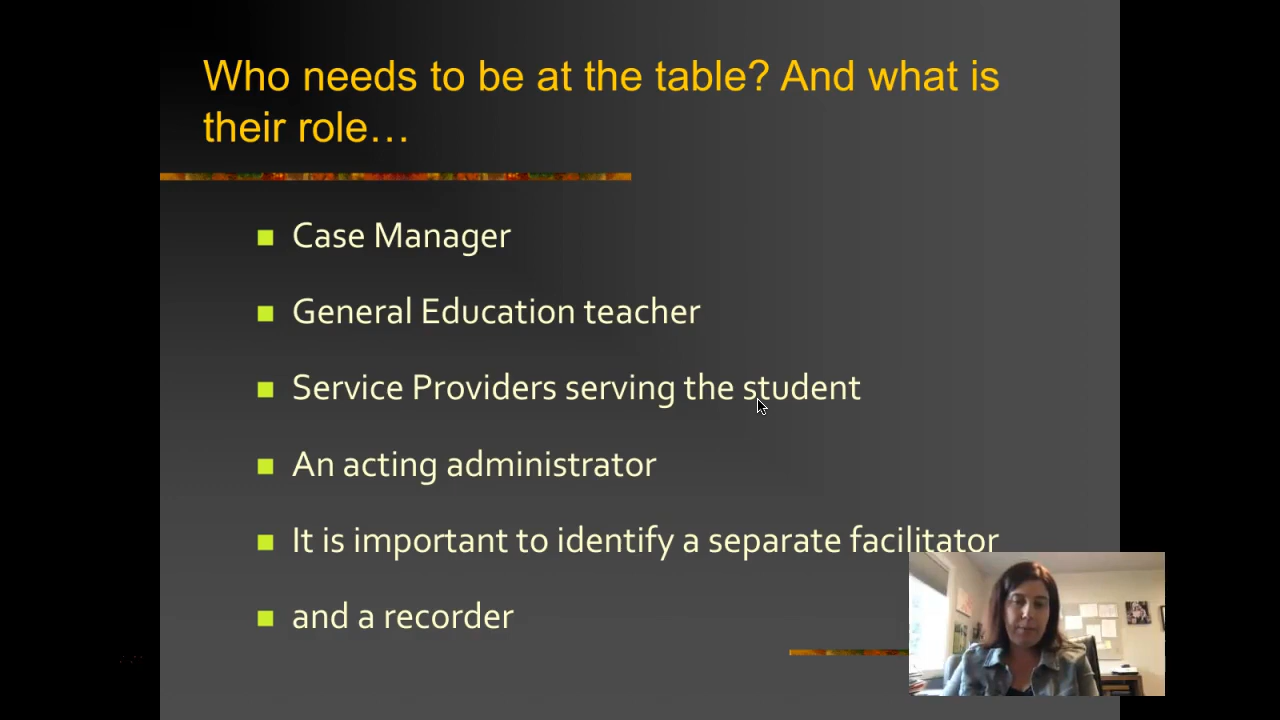 Who needs to be at the table? And what is
their role…
Case Manager
General Education teacher
Service Providers serving the student
An acting administrator
It is important to identify a separate facilitator
and a recorder